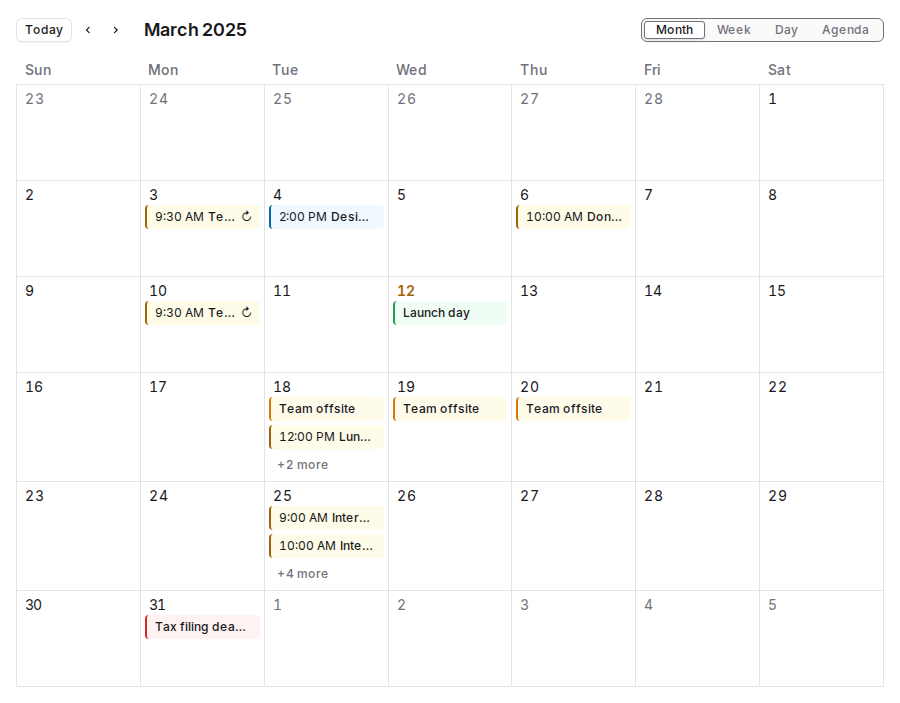 Today ‹ › March 2025 Month Week Day Agenda
Sun Mon Tue Wed Thu Fri Sat
23 24 25 26 27 28 1
2 3 4 5 6 7 8
9:30 AM Te... 2:00 PM Desi... 10:00 AM Don...
9 10 11 12 13 14 15
9:30 AM Te... Launch day
16 17 18 19 20 21 22
Team offsite Team offsite Team offsite
12:00 PM Lun...
+2 more
23 24 25 26 27 28 29
9:00 AM Inter...
10:00 AM Inte...
+4 more
30 31 1 2 3 4 5
Tax filing dea...